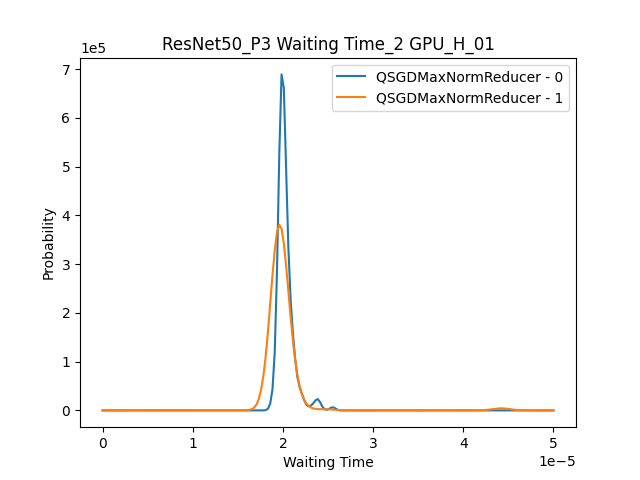 ResNet50_P3 Waiting Time_2 GPU_H_01
1e5
QSGDMaxNormReducer - 0
QSGDMaxNormReducer - 1
7
6
5
4
3
2
1
0
Probability
0
1
2
3
4
5
1e−5
Waiting Time